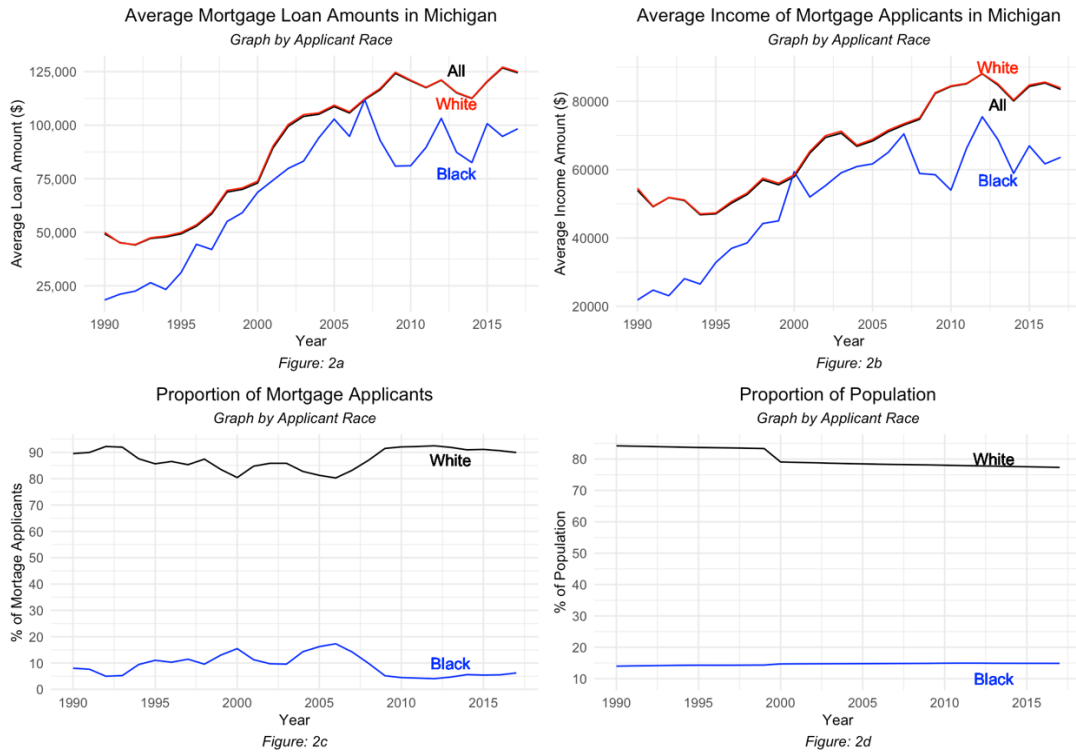 Average Mortgage Loan Amounts in Michigan
Graph by Applicant Race
Average Loan Amount ($)
125,000
100,000
75,000
50,000
25,000
All
White
Black
1990 1995 2000 2005 2010 2015
Year
Figure: 2a
Average Income of Mortgage Applicants in Michigan
Graph by Applicant Race
Average Income Amount ($)
80000
60000
40000
20000
White
All
Black
1990 1995 2000 2005 2010 2015
Year
Figure: 2b
Proportion of Mortgage Applicants
Graph by Applicant Race
% of Mortage Applicants
90
80
70
60
50
40
30
20
10
0
White
Black
1990 1995 2000 2005 2010 2015
Year
Figure: 2c
Proportion of Population
Graph by Applicant Race
% of Population
80
70
60
50
40
30
20
10
White
Black
1990 1995 2000 2005 2010 2015
Year
Figure: 2d